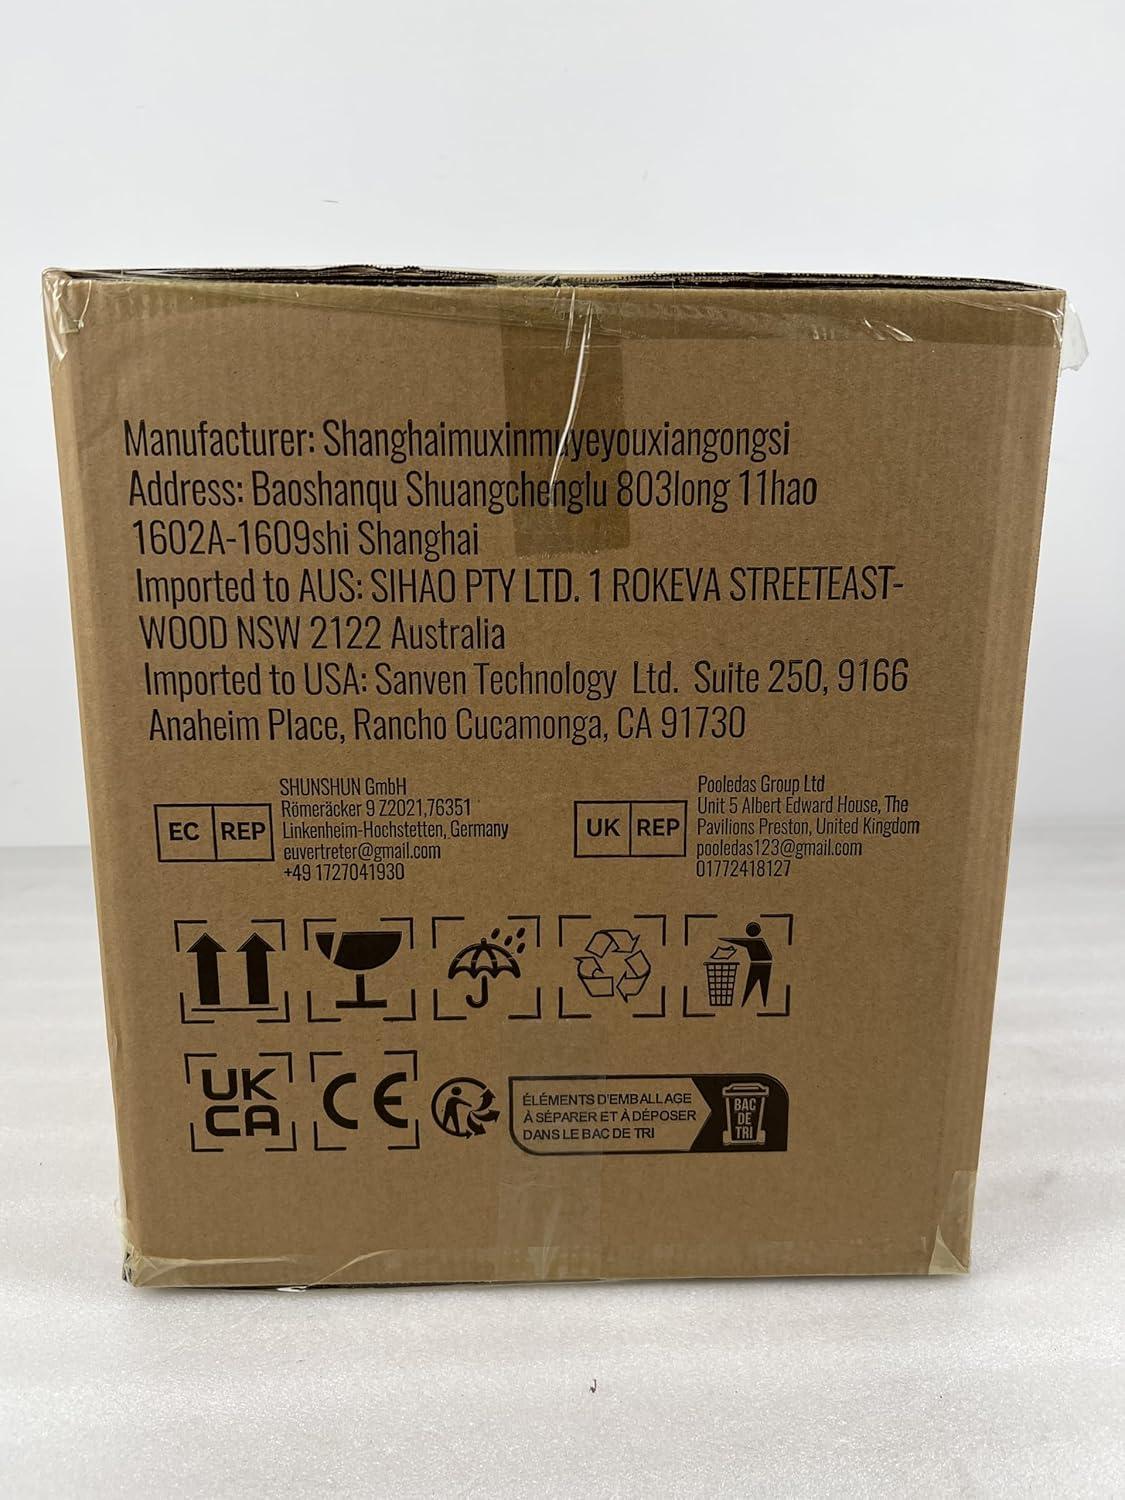 Manufacturer: Shanghaimuxinmuyeyouxiangongsi
Address: Baoshanqu Shuangchenglu 803long 11hao
1602A-1609shi Shanghai
Imported to AUS: SIHAO PTY LTD. 1 ROKEVA STREETEAST-
WOOD NSW 2122 Australia
Imported to USA: Sanven Technology Ltd. Suite 250, 9166
Anaheim Place, Rancho Cucamonga, CA 91730
EC REP
SHUNSHUN GmbH
Römeräcker 9 Z2021,76351
Linkenheim-Hochstetten, Germany
euvertreter@gmail.com
+49 1727041930
UK REP
Pooledas Group Ltd
Unit 5 Albert Edward House, The
Pavilions Preston, United Kingdom
pooledas123@gmail.com
01772418127
UK
CA
CE
ÉLÉMENTS D'EMBALLAGE
À SÉPARER ET À DÉPOSER
DANS LE BAC DE TRI
BAC
DE
TRI